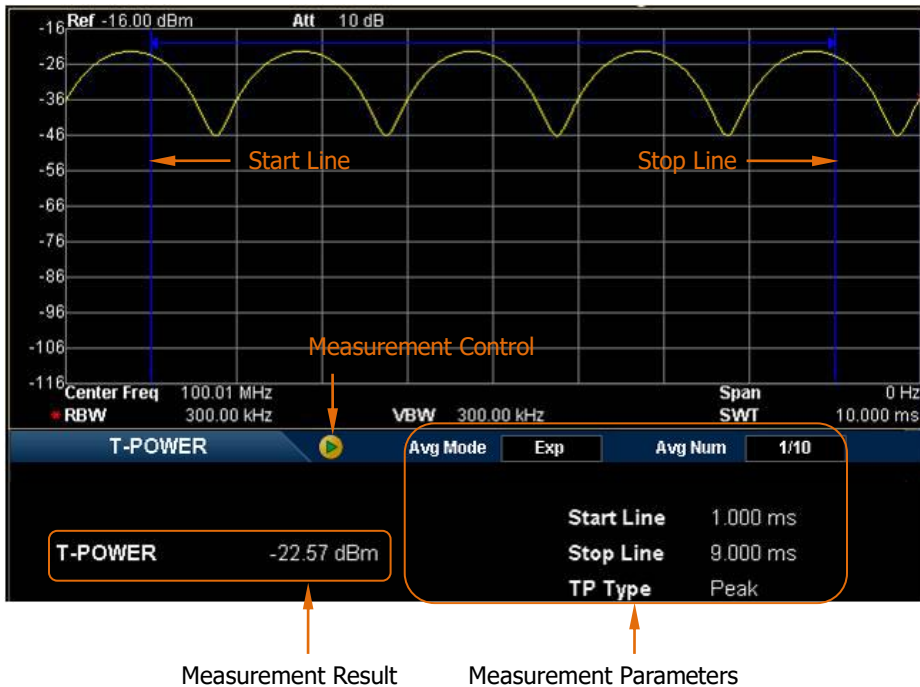 Ref -16.00 dBm Att 10 dB
-16
-26
-36
-46
-56
-66
-76
-86
-96
-106
-116
Start Line Stop Line
Measurement Control
Center Freq 100.01 MHz Span 0 Hz
* RBW 300.00 kHz VBW 300.00 kHz SWT 10.000 ms
T-POWER Avg Mode Exp Avg Num 1/10
Start Line 1.000 ms
T-POWER -22.57 dBm Stop Line 9.000 ms
TP Type Peak
Measurement Result Measurement Parameters